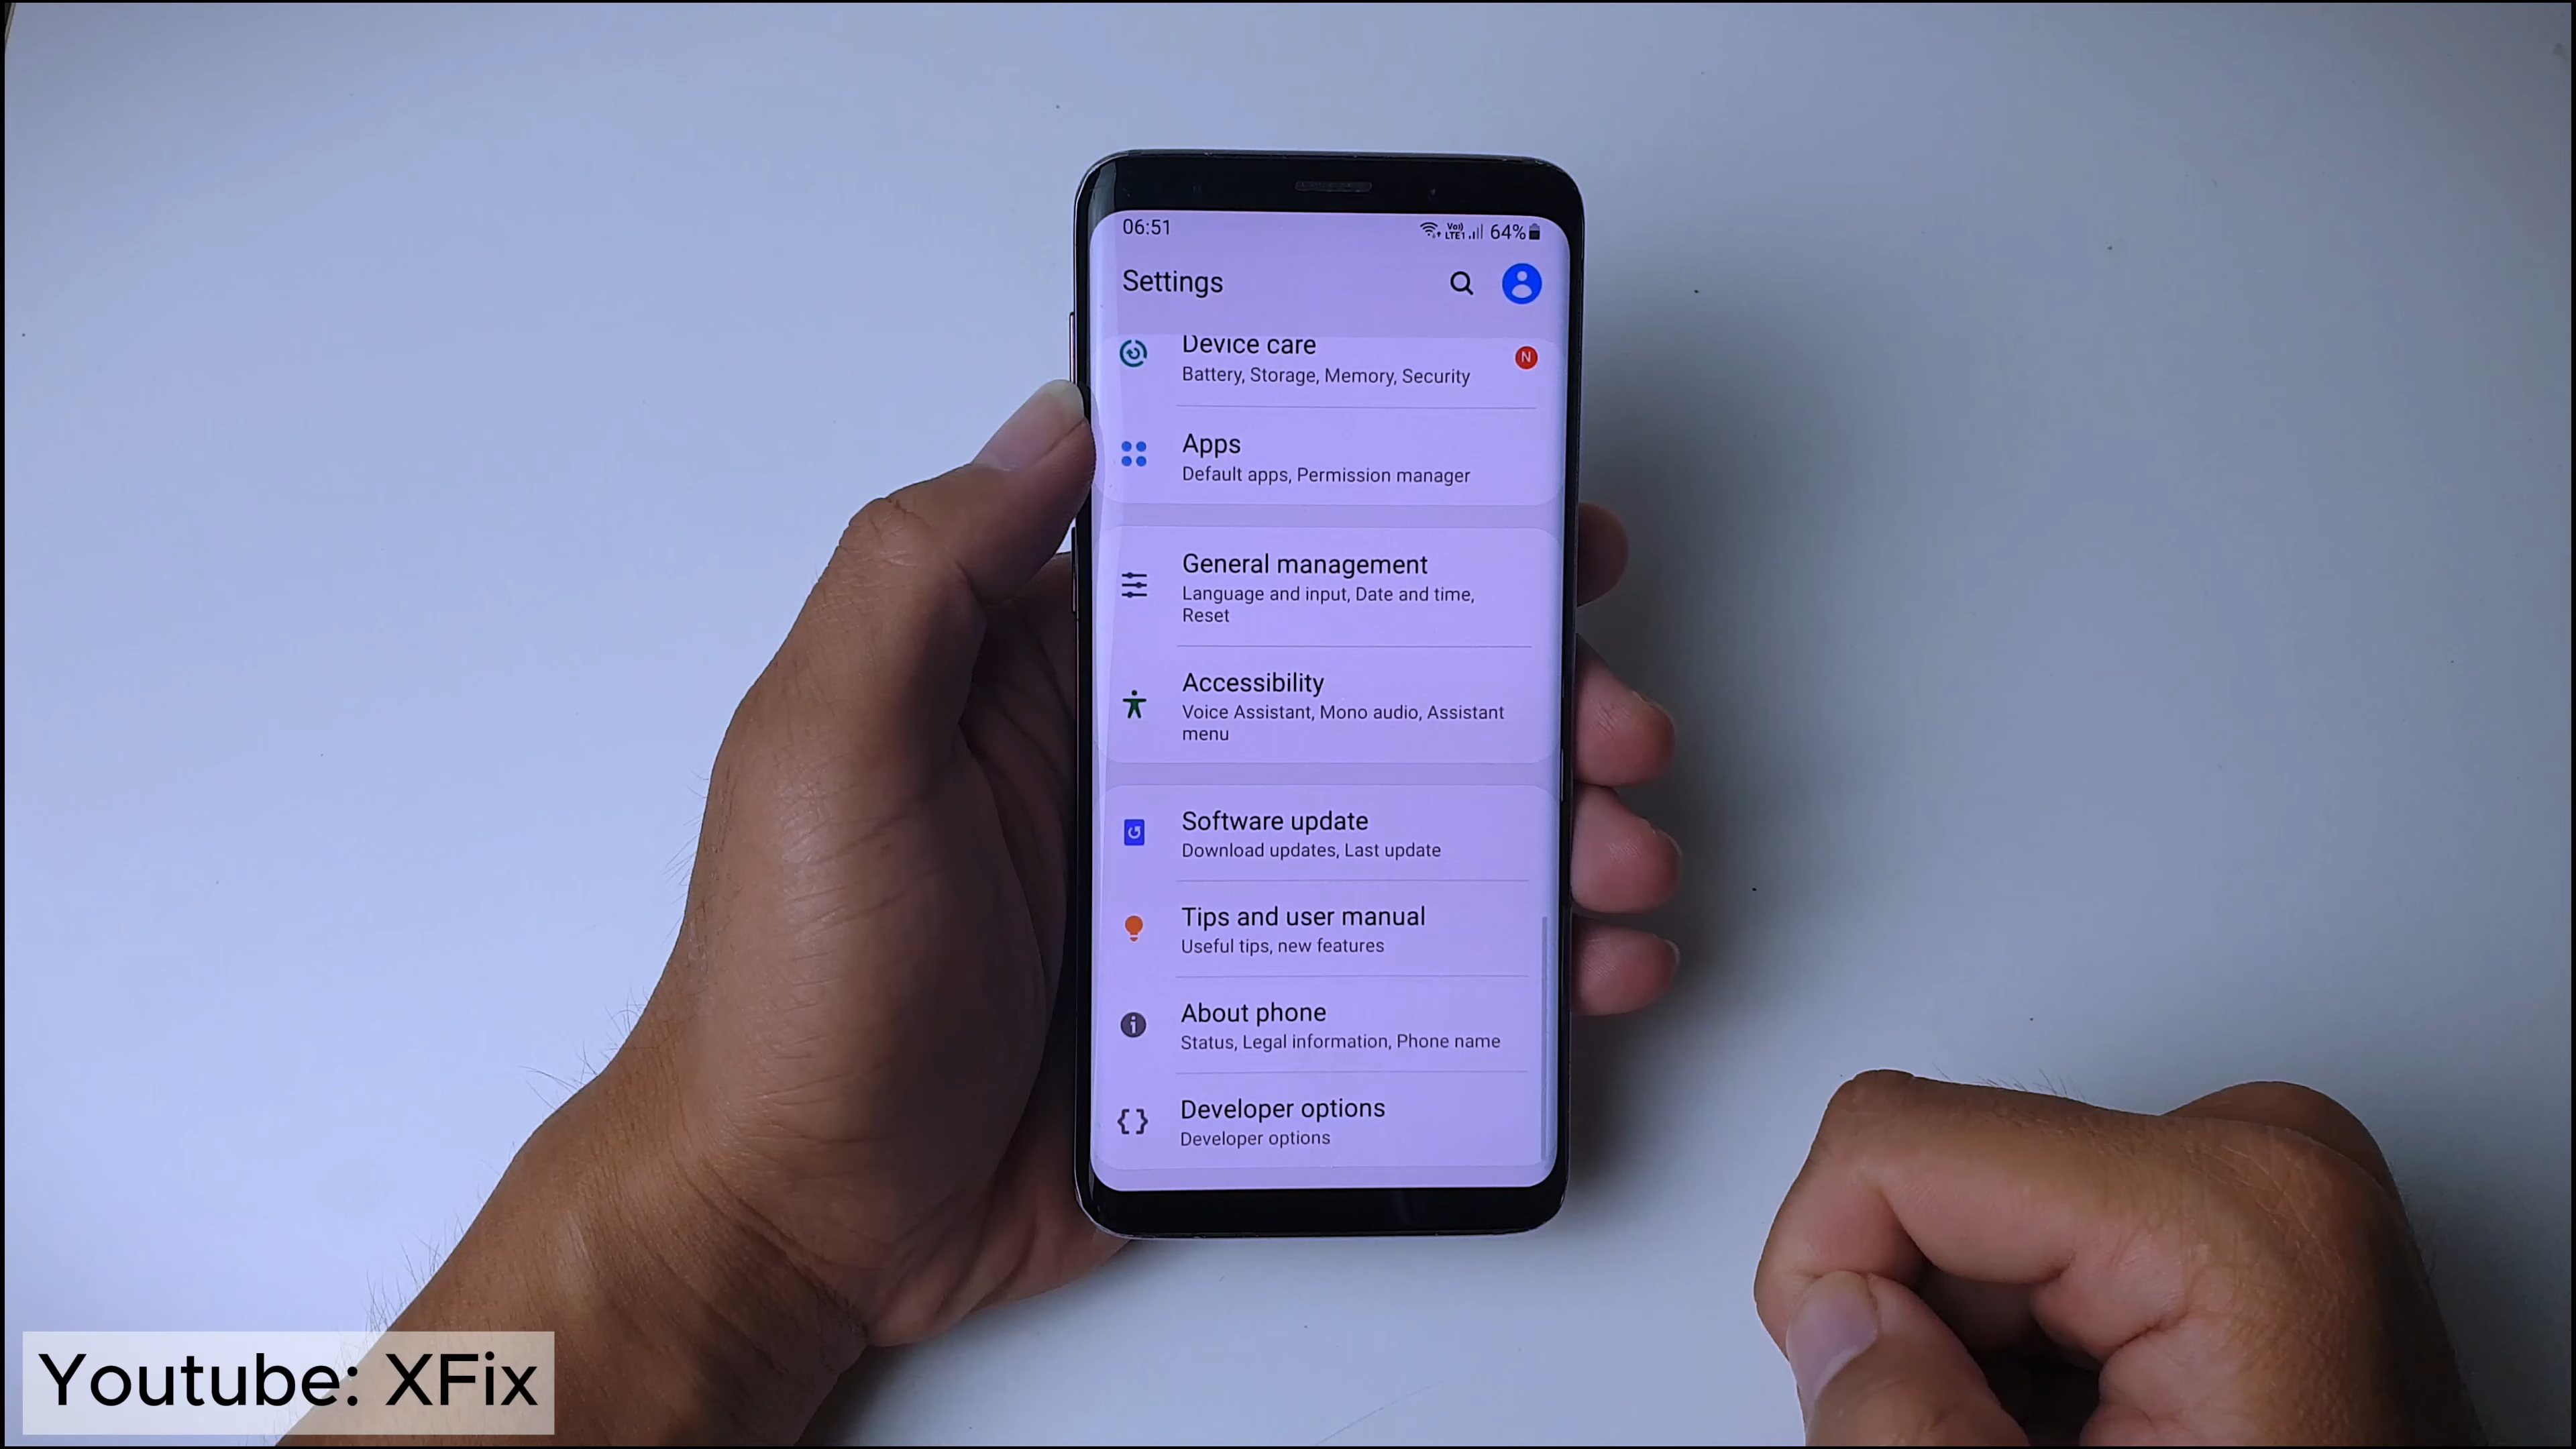 06:51
Vo)) LTE1 64%
Settings
Device care
N
Battery, Storage, Memory, Security
Apps
Default apps, Permission manager
General management
Language and input, Date and time,
Reset
Accessibility
Voice Assistant, Mono audio, Assistant
menu
Software update
Download updates, Last update
Tips and user manual
Useful tips, new features
About phone
Status, Legal information, Phone name
Developer options
Developer options
Youtube: XFix